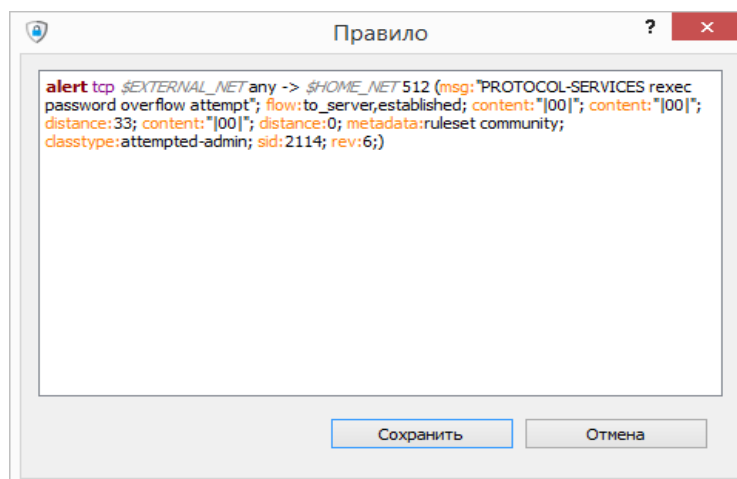 Правило
?
×
alert tcp $EXTERNAL_NET any -> $HOME_NET 512 (msg:"PROTOCOL-SERVICES rexec
password overflow attempt"; flow:to_server,established; content:"|00|"; content:"|00|";
distance:33; content:"|00|"; distance:0; metadata:ruleset community;
classtype:attempted-admin; sid:2114; rev:6;)
Сохранить
Отмена